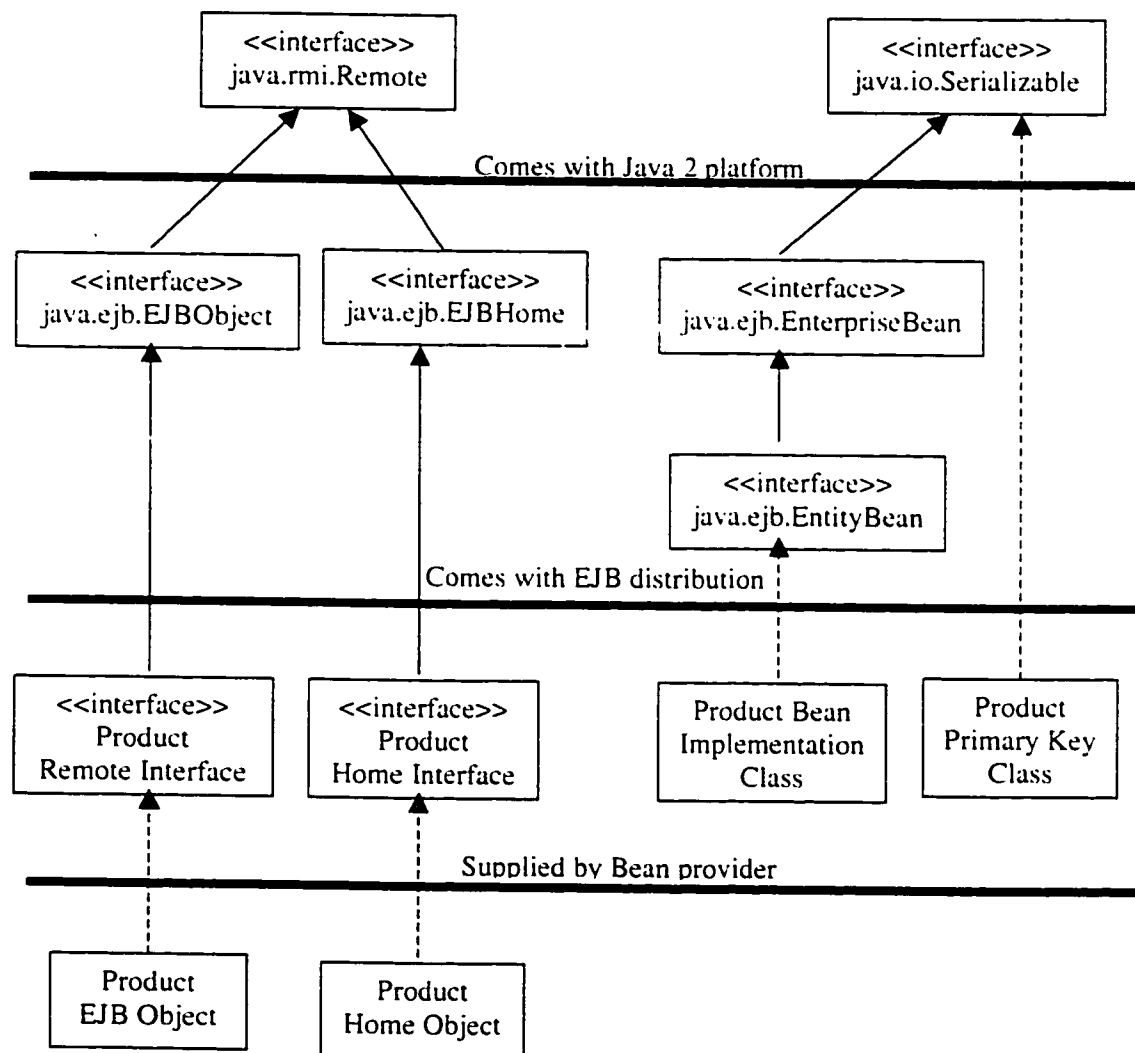 <<interface>>
java.rmi.Remote
<<interface>>
java.io.Serializable
Comes with Java 2 platform
<<interface>>
java.ejb.EJBObject
<<interface>>
java.ejb.EJBHome
<<interface>>
java.ejb.EnterpriseBean
<<interface>>
java.ejb.EntityBean
Comes with EJB distribution
<<interface>>
Product
Remote Interface
<<interface>>
Product
Home Interface
Product Bean
Implementation
Class
Product
Primary Key
Class
Supplied by Bean provider
Product
EJB Object
Product
Home Object